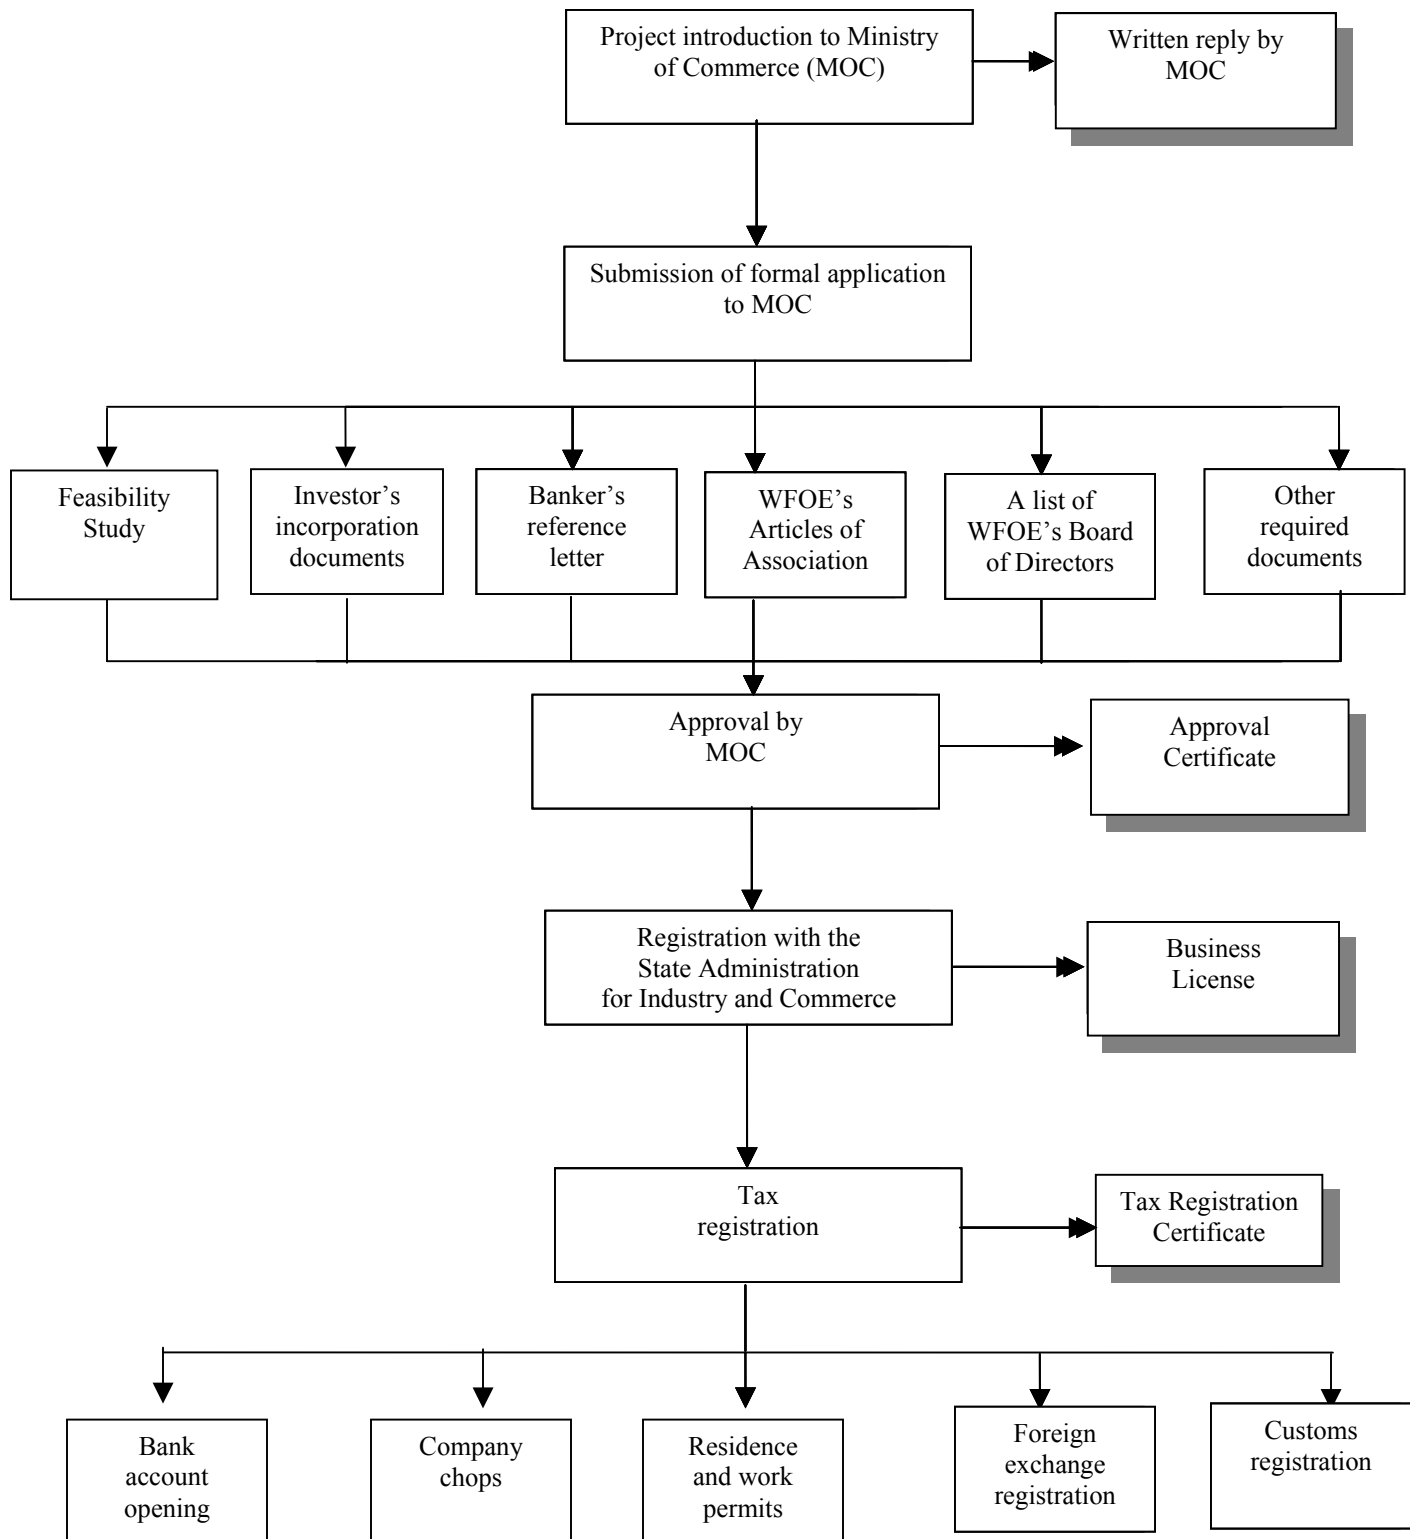 Project introduction to Ministry
of Commerce (MOC)
Written reply by
MOC
Submission of formal application
to MOC
Feasibility
Study
Investor’s
incorporation
documents
Banker’s
reference
letter
WFOE’s
Articles of
Association
A list of
WFOE’s Board
of Directors
Other
required
documents
Approval by
MOC
Approval
Certificate
Registration with the
State Administration
for Industry and Commerce
Business
License
Tax
registration
Tax Registration
Certificate
Bank
account
opening
Company
chops
Residence
and work
permits
Foreign
exchange
registration
Customs
registration